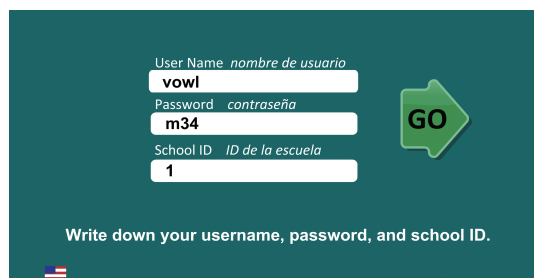 User Name nombre de usuario
vowl
Password contraseña
m34
GO
School ID ID de la escuela
1
Write down your username, password, and school ID.